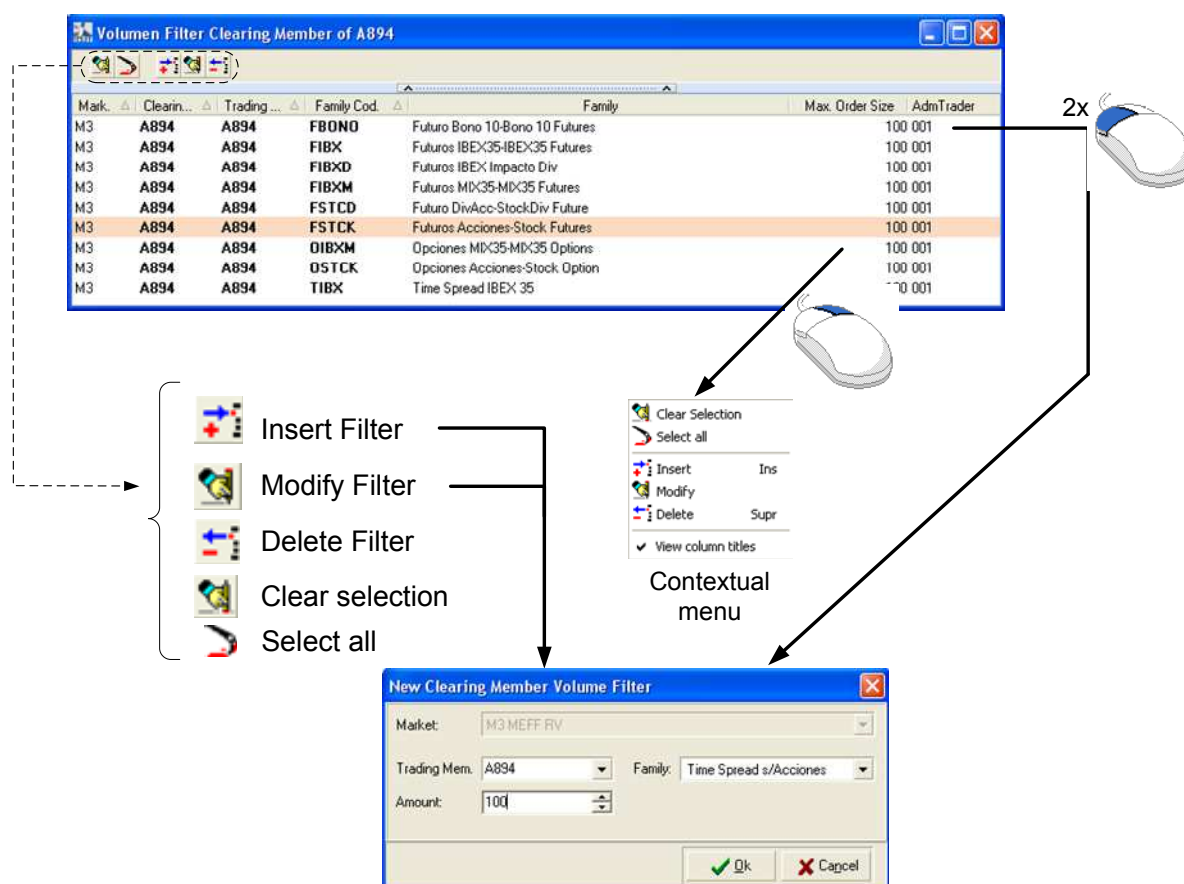 Volumen Filter Clearing Member of A894
Mark. Clearin... Trading ... Family Cod. Family Max. Order Size AdmTrader
M3 A894 A894 FBONO Futuro Bono 10-Bono 10 Futures 100 001
M3 A894 A894 FIBX Futuros IBEX35-IBEX35 Futures 100 001
M3 A894 A894 FIBXD Futuros IBEX Impacto Div 100 001
M3 A894 A894 FIBXM Futuros MIX35-MIX35 Futures 100 001
M3 A894 A894 FSTCD Futuro DivAcc-StockDiv Future 100 001
M3 A894 A894 FSTCK Futuros Acciones-Stock Futures 100 001
M3 A894 A894 OIBXM Opciones MIX35-MIX35 Options 100 001
M3 A894 A894 OSTCK Opciones Acciones-Stock Option 100 001
M3 A894 A894 TIBX Time Spread IBEX 35 001
2x
Insert Filter
Modify Filter
Delete Filter
Clear selection
Select all
Clear Selection
Select all
Insert Ins
Modify
Delete Supr
View column titles
Contextual
menu
New Clearing Member Volume Filter
Market: M3 MEFF RV
Trading Mem. A894 Family: Time Spread s/Acciones
Amount: 100
Ok Cancel